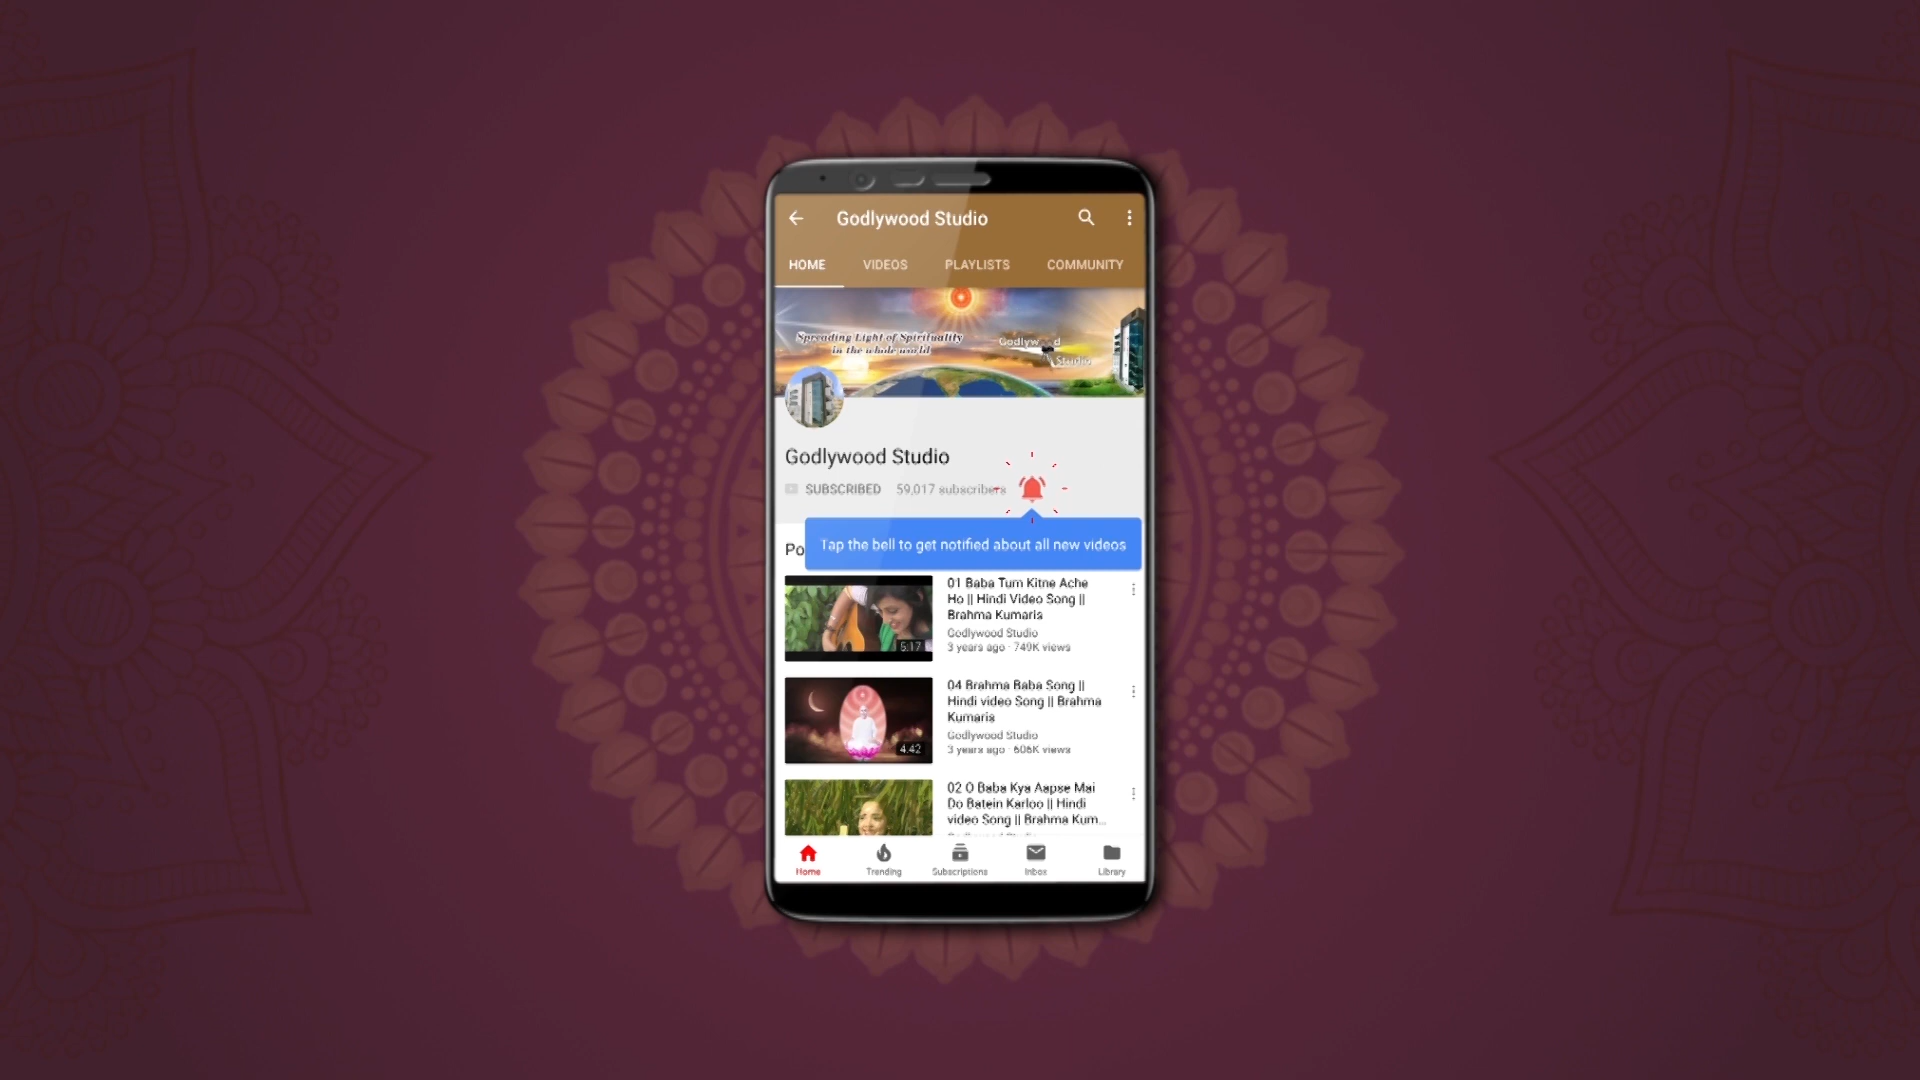 Godlywood Studio
HOME VIDEOS PLAYLISTS COMMUNITY
Spreading Light of Spirituality
in the whole world
Godlyw d
Studio
Godlywood Studio
SUBSCRIBED 59,017 subscribers
Po
Tap the bell to get notified about all new videos
01 Baba Tum Kitne Ache
Ho || Hindi Video Song ||
Brahma Kumaris
Godlywood Studio
3 years ago · 749K views
5:17
04 Brahma Baba Song ||
Hindi video Song || Brahma
Kumaris
Godlywood Studio
3 years ago · 606K views
4:42
02 O Baba Kya Aapse Mai
Do Batein Karloo || Hindi
video Song || Brahma Kum...
Home Trending Subscriptions Inbox Library